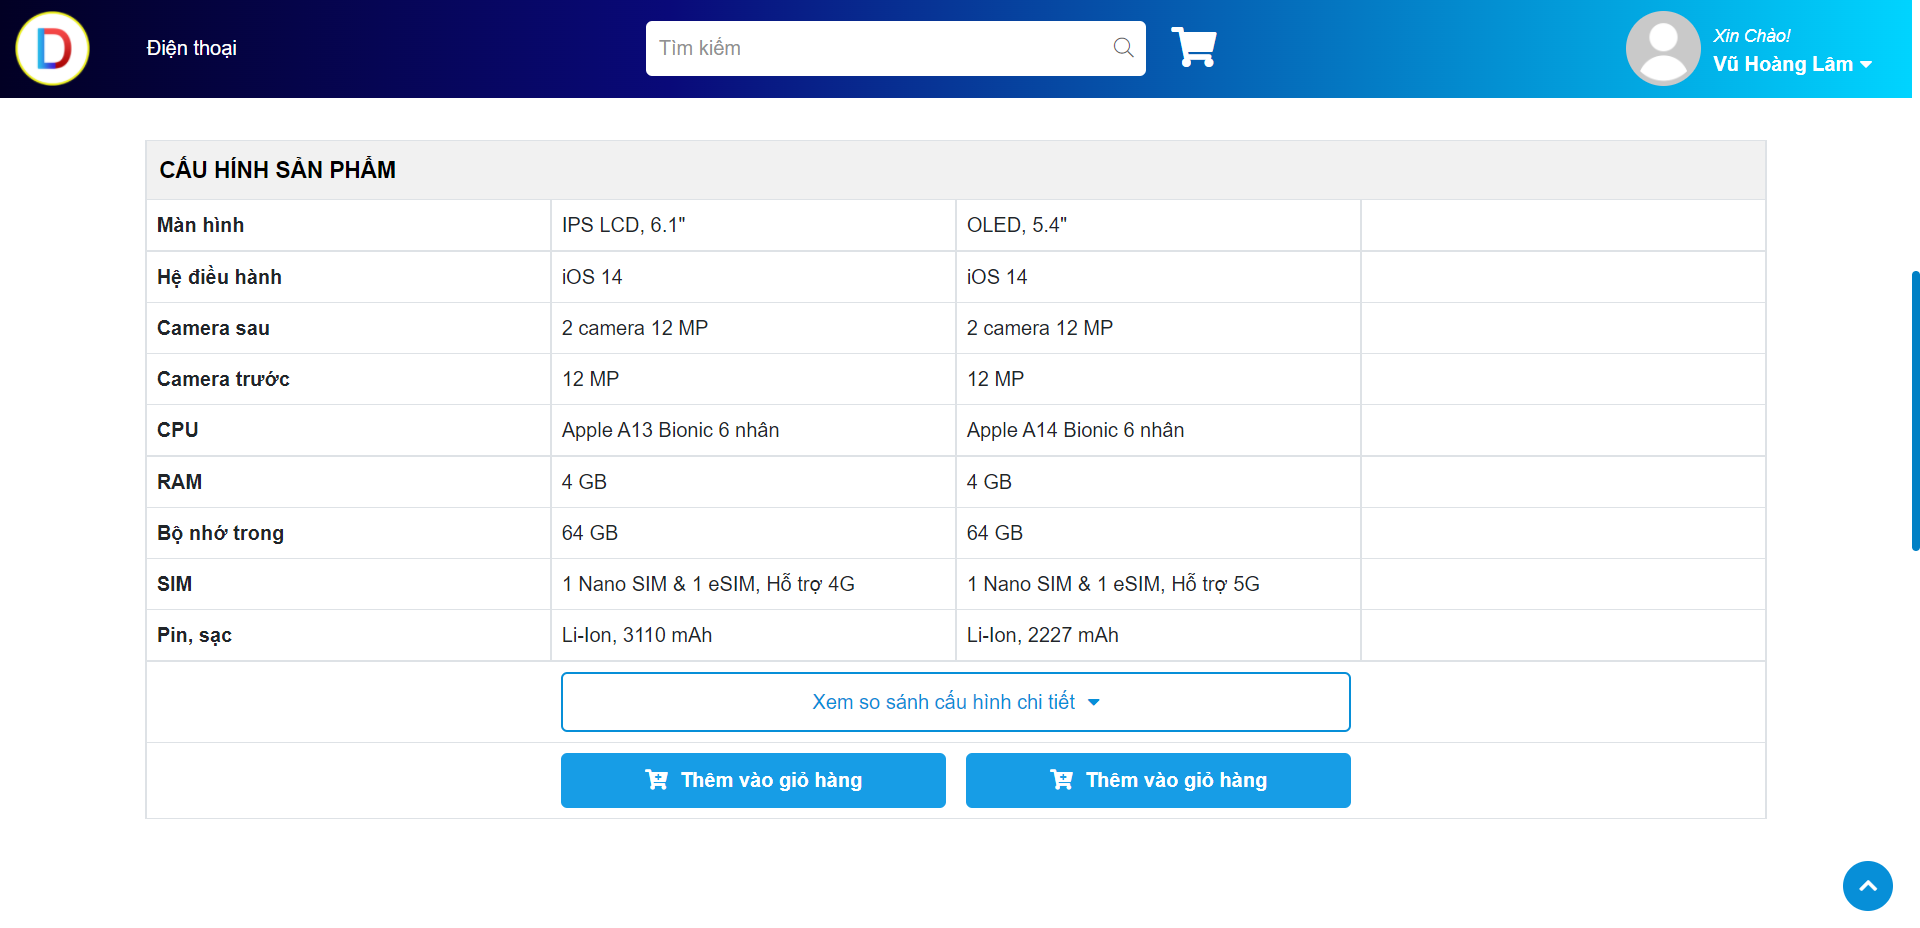 D
Điện thoại
Tìm kiếm
Xin Chào!
Vũ Hoàng Lâm
CẤU HÍNH SẢN PHẨM
Màn hình IPS LCD, 6.1" OLED, 5.4"
Hệ điều hành iOS 14 iOS 14
Camera sau 2 camera 12 MP 2 camera 12 MP
Camera trước 12 MP 12 MP
CPU Apple A13 Bionic 6 nhân Apple A14 Bionic 6 nhân
RAM 4 GB 4 GB
Bộ nhớ trong 64 GB 64 GB
SIM 1 Nano SIM & 1 eSIM, Hỗ trợ 4G 1 Nano SIM & 1 eSIM, Hỗ trợ 5G
Pin, sạc Li-Ion, 3110 mAh Li-Ion, 2227 mAh
Xem so sánh cấu hình chi tiết
Thêm vào giỏ hàng Thêm vào giỏ hàng